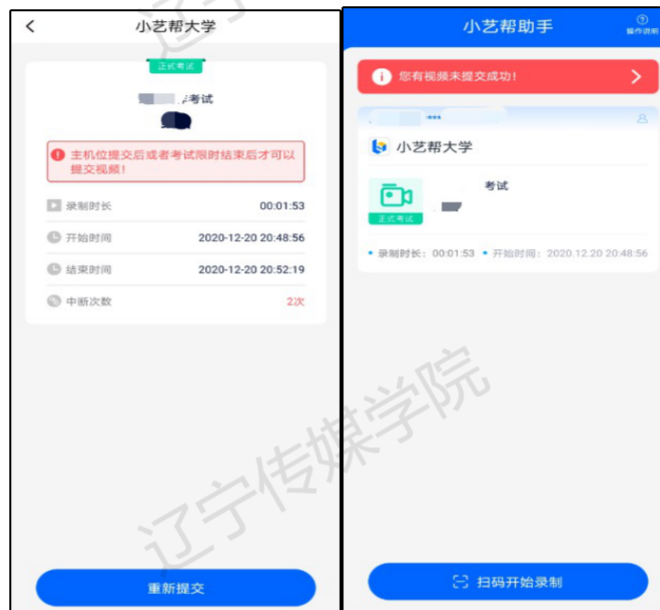 小艺帮大学
正式考试
考试
主机位提交后或者考试限时结束后才可以
提交视频！
录制时长 00:01:53
开始时间 2020-12-20 20:48:56
结束时间 2020-12-20 20:52:19
中断次数 2次
重新提交
小艺帮助手
操作说明
您有视频未提交成功！
***
小艺帮大学
考试
正式考试
• 录制时长：00:01:53 • 开始时间：2020.12.20 20:48:56
扫码开始录制
辽宁传媒学院